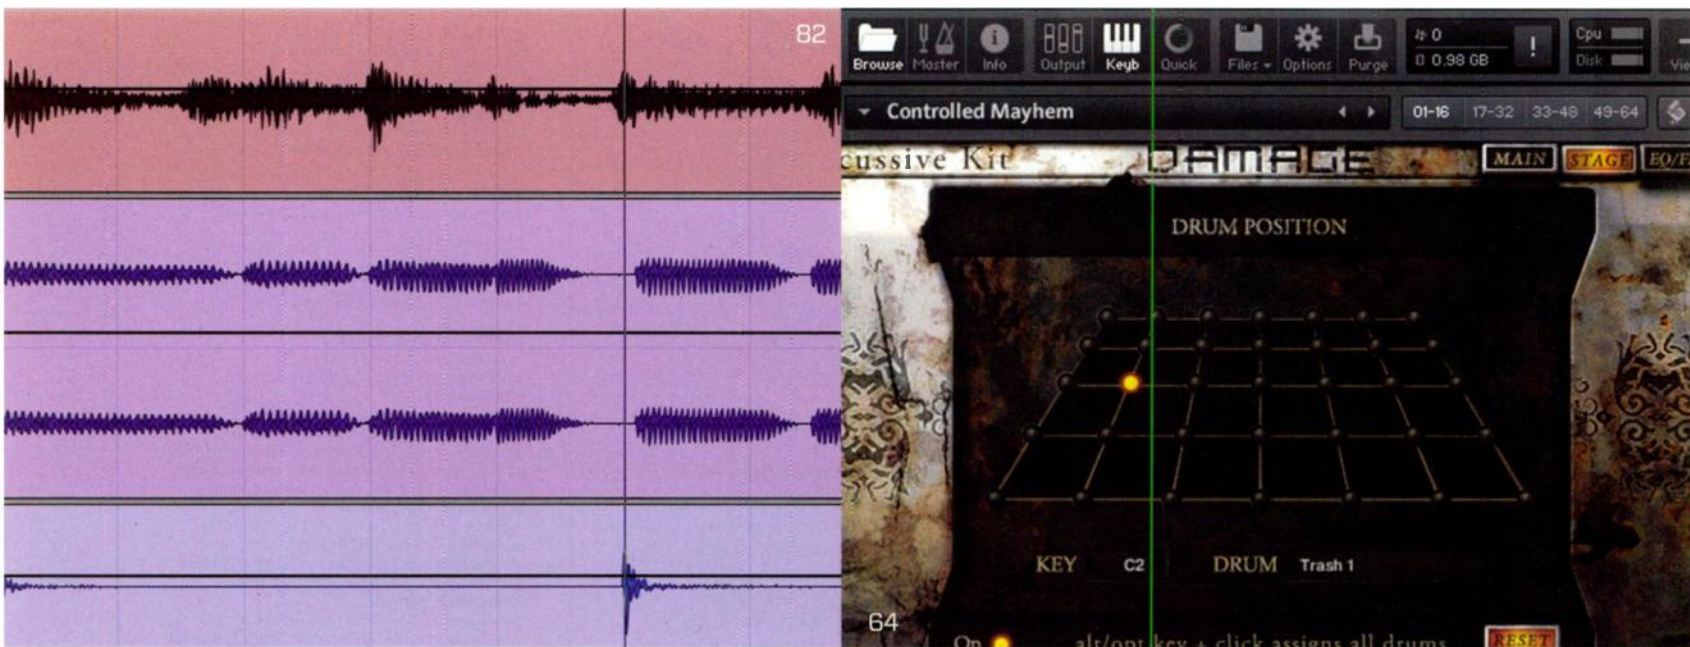 82
Browse Master Info Output Keyb Quick Files Options Purge
0
0.98 GB
!
Cpu
Disk
Controlled Mayhem
01-16 17-32 33-48 49-64
cussive Kit DAMAGE MAIN STAGE
DRUM POSITION
KEY C2 DRUM Trash 1
64
On alt/opt key + click assigns all drums RESET